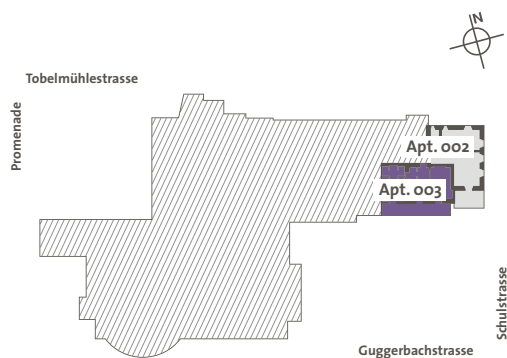 N
Tobelmühlestrasse
Promenade
Apt. 002
Apt. 003
Schulstrasse
Guggerbachstrasse